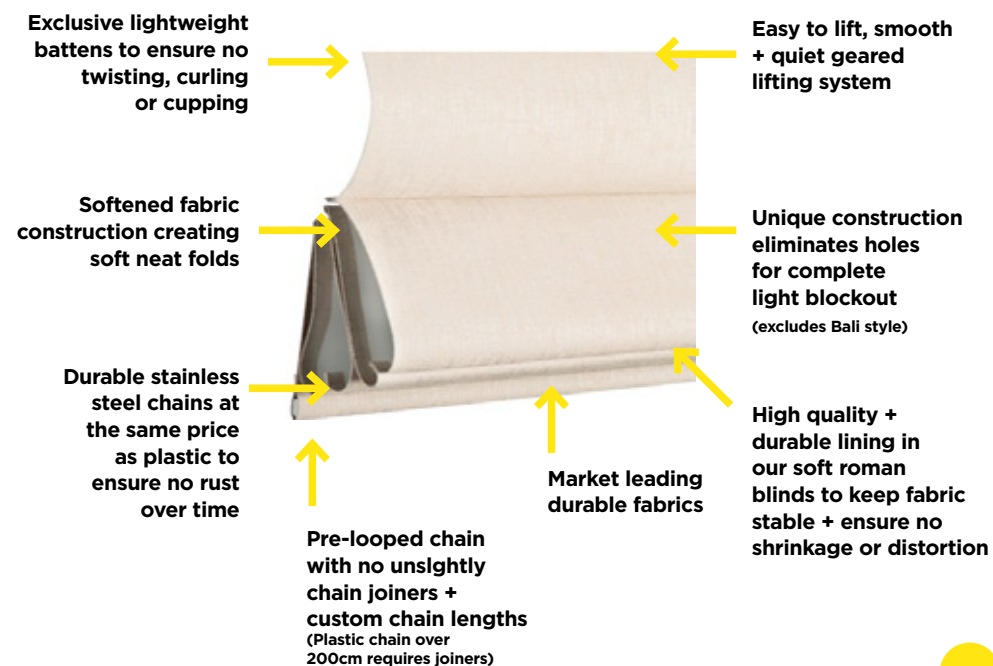 Exclusive lightweight
battens to ensure no
twisting, curling
or cupping
Easy to lift, smooth
+ quiet geared
lifting system
Softened fabric
construction creating
soft neat folds
Unique construction
eliminates holes
for complete
light blockout
(excludes Bali style)
Durable stainless
steel chains at
the same price
as plastic to
ensure no rust
over time
High quality +
durable lining in
our soft roman
blinds to keep fabric
stable + ensure no
shrinkage or distortion
Market leading
durable fabrics
Pre-looped chain
with no unslghtly
chain joiners +
custom chain lengths
(Plastic chain over
200cm requires joiners)